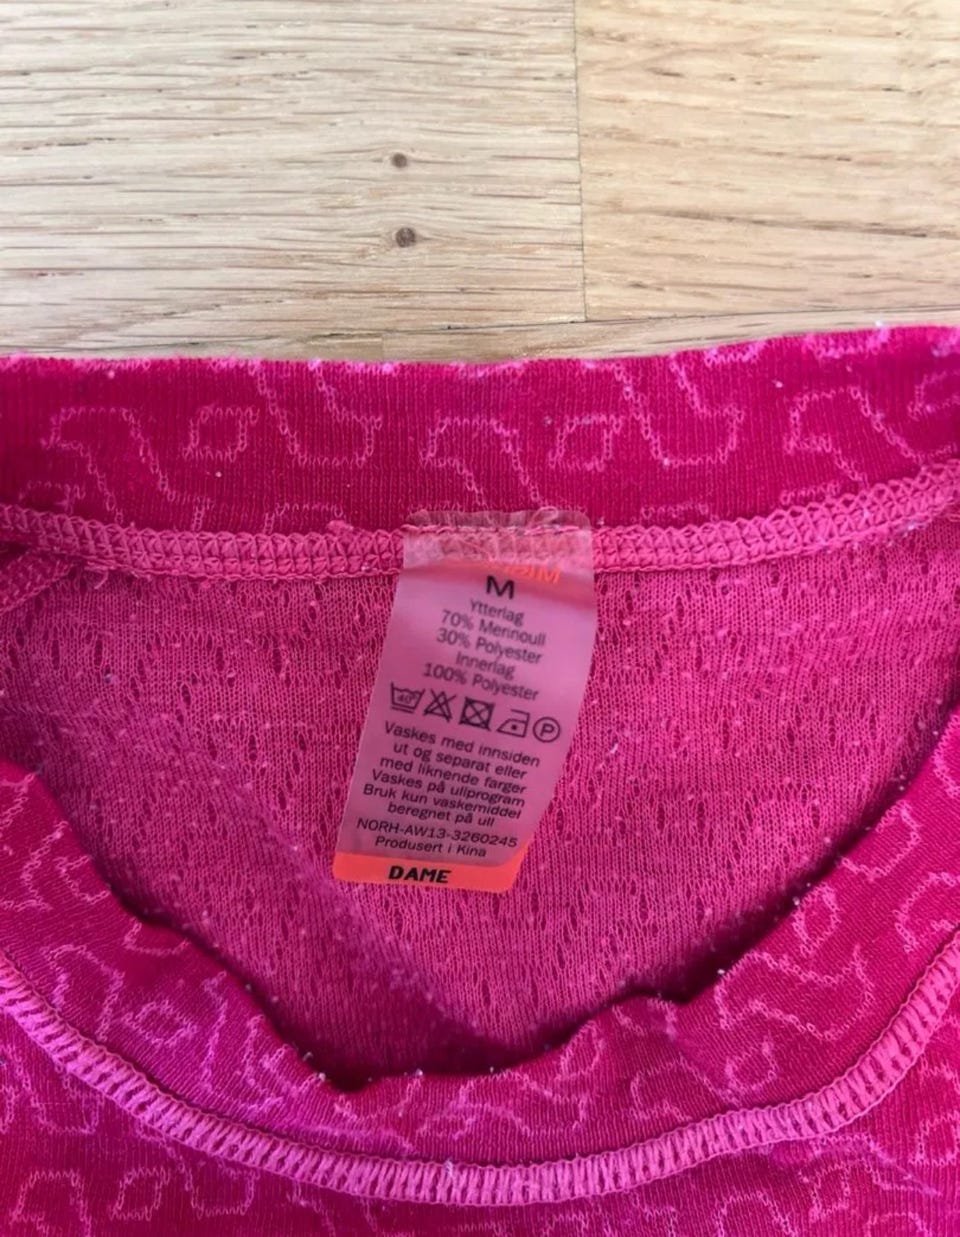 M
Ytterlag
70% Merinoull
30% Polyester
Innerlag
100% Polyester
40°
P
Vaskes med innsiden
ut og separat eller
med liknende farger
Vaskes på ullprogram
Bruk kun vaskemiddel
beregnet på ull
NORH-AW13-3260245
Produsert i Kina
DAME